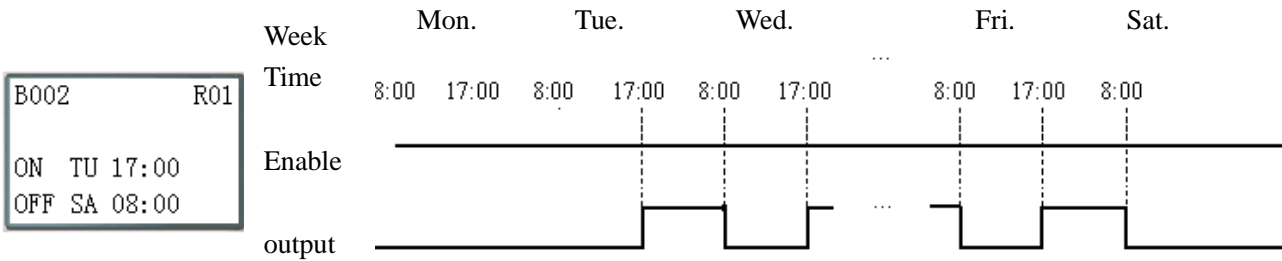 B002 R01
ON TU 17:00
OFF SA 08:00
Week Mon. Tue. Wed. ... Fri. Sat.
Time 8:00 17:00 8:00 17:00 8:00 17:00 8:00 17:00 8:00
Enable
...
output